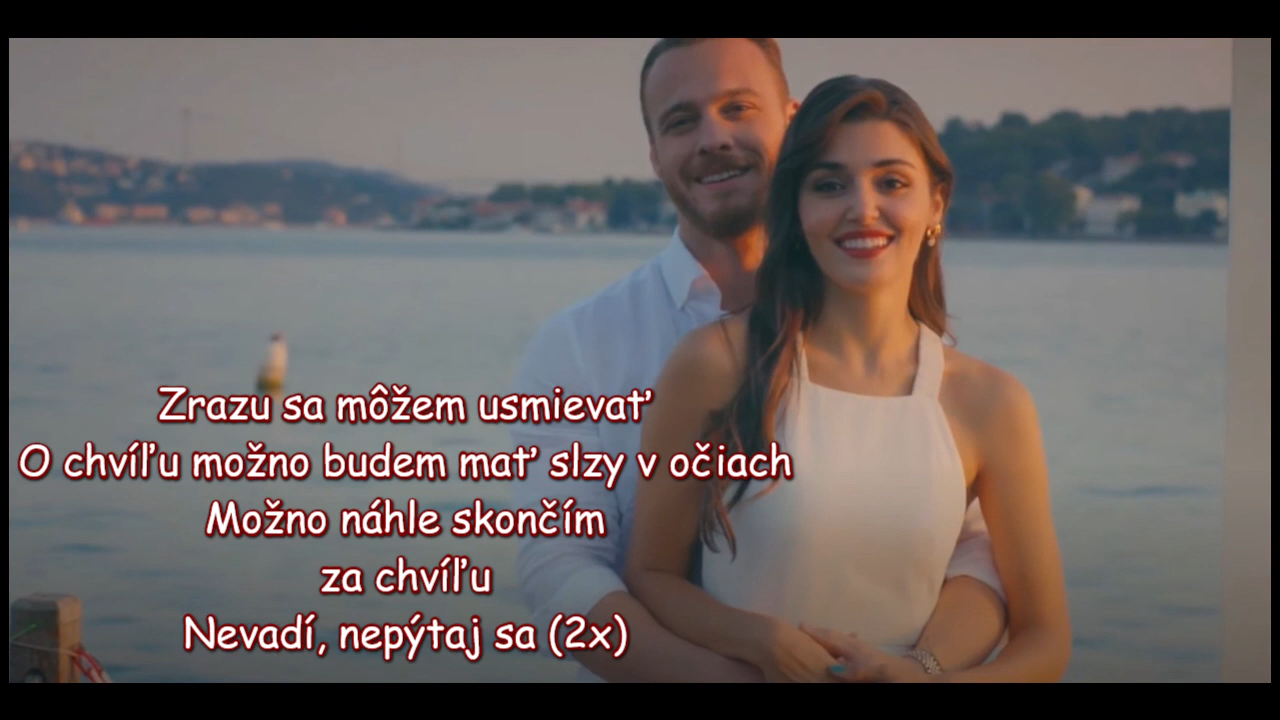 Zrazu sa môžem usmievať
O chvíľu možno budem mať slzy v očiach
Možno náhle skončím
za chvíľu
Nevadí, nepýtaj sa (2x)